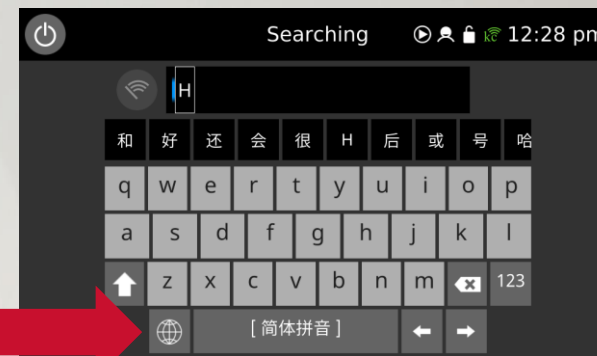 Searching 12:28 pm
H
和 好 还 会 很 H 后 或 号 哈
q w e r t y u i o p
a s d f g h j k l
z x c v b n m 123
[ 简体拼音 ]